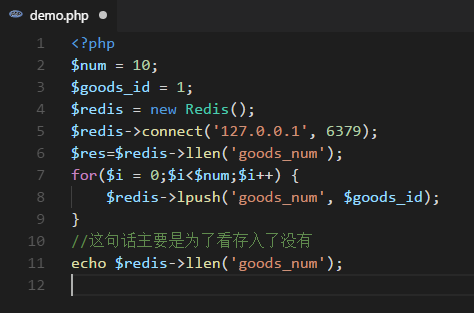 demo.php
1 <?php
2 $num = 10;
3 $goods_id = 1;
4 $redis = new Redis();
5 $redis->connect('127.0.0.1', 6379);
6 $res=$redis->llen('goods_num');
7 for($i = 0;$i<$num;$i++) {
8     $redis->lpush('goods_num', $goods_id);
9 }
10 //这句话主要是为了看存入了没有
11 echo $redis->llen('goods_num');
12